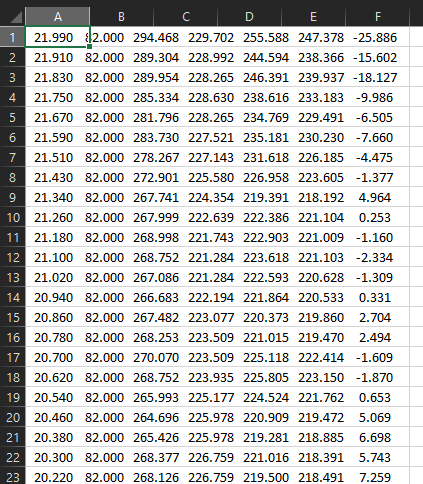 A B C D E F
1 21.990 82.000 294.468 229.702 255.588 247.378 -25.886
2 21.910 82.000 289.304 228.992 244.594 238.366 -15.602
3 21.830 82.000 289.954 228.265 246.391 239.937 -18.127
4 21.750 82.000 285.334 228.630 238.616 233.183 -9.986
5 21.670 82.000 281.796 228.265 234.769 229.491 -6.505
6 21.590 82.000 283.730 227.521 235.181 230.230 -7.660
7 21.510 82.000 278.267 227.143 231.618 226.185 -4.475
8 21.430 82.000 272.901 225.580 226.958 223.605 -1.377
9 21.340 82.000 267.741 224.354 219.391 218.192 4.964
10 21.260 82.000 267.999 222.639 222.386 221.104 0.253
11 21.180 82.000 268.998 221.743 222.903 221.009 -1.160
12 21.100 82.000 268.752 221.284 223.618 221.103 -2.334
13 21.020 82.000 267.086 221.284 222.593 220.628 -1.309
14 20.940 82.000 266.683 222.194 221.864 220.533 0.331
15 20.860 82.000 267.482 223.077 220.373 219.860 2.704
16 20.780 82.000 268.253 223.509 221.015 219.470 2.494
17 20.700 82.000 270.070 223.509 225.118 222.414 -1.609
18 20.620 82.000 268.752 223.935 225.805 223.150 -1.870
19 20.540 82.000 265.993 225.177 224.524 221.762 0.653
20 20.460 82.000 264.696 225.978 220.909 219.472 5.069
21 20.380 82.000 265.426 225.978 219.281 218.885 6.698
22 20.300 82.000 268.377 226.759 221.016 218.391 5.743
23 20.220 82.000 268.126 226.759 219.500 218.491 7.259